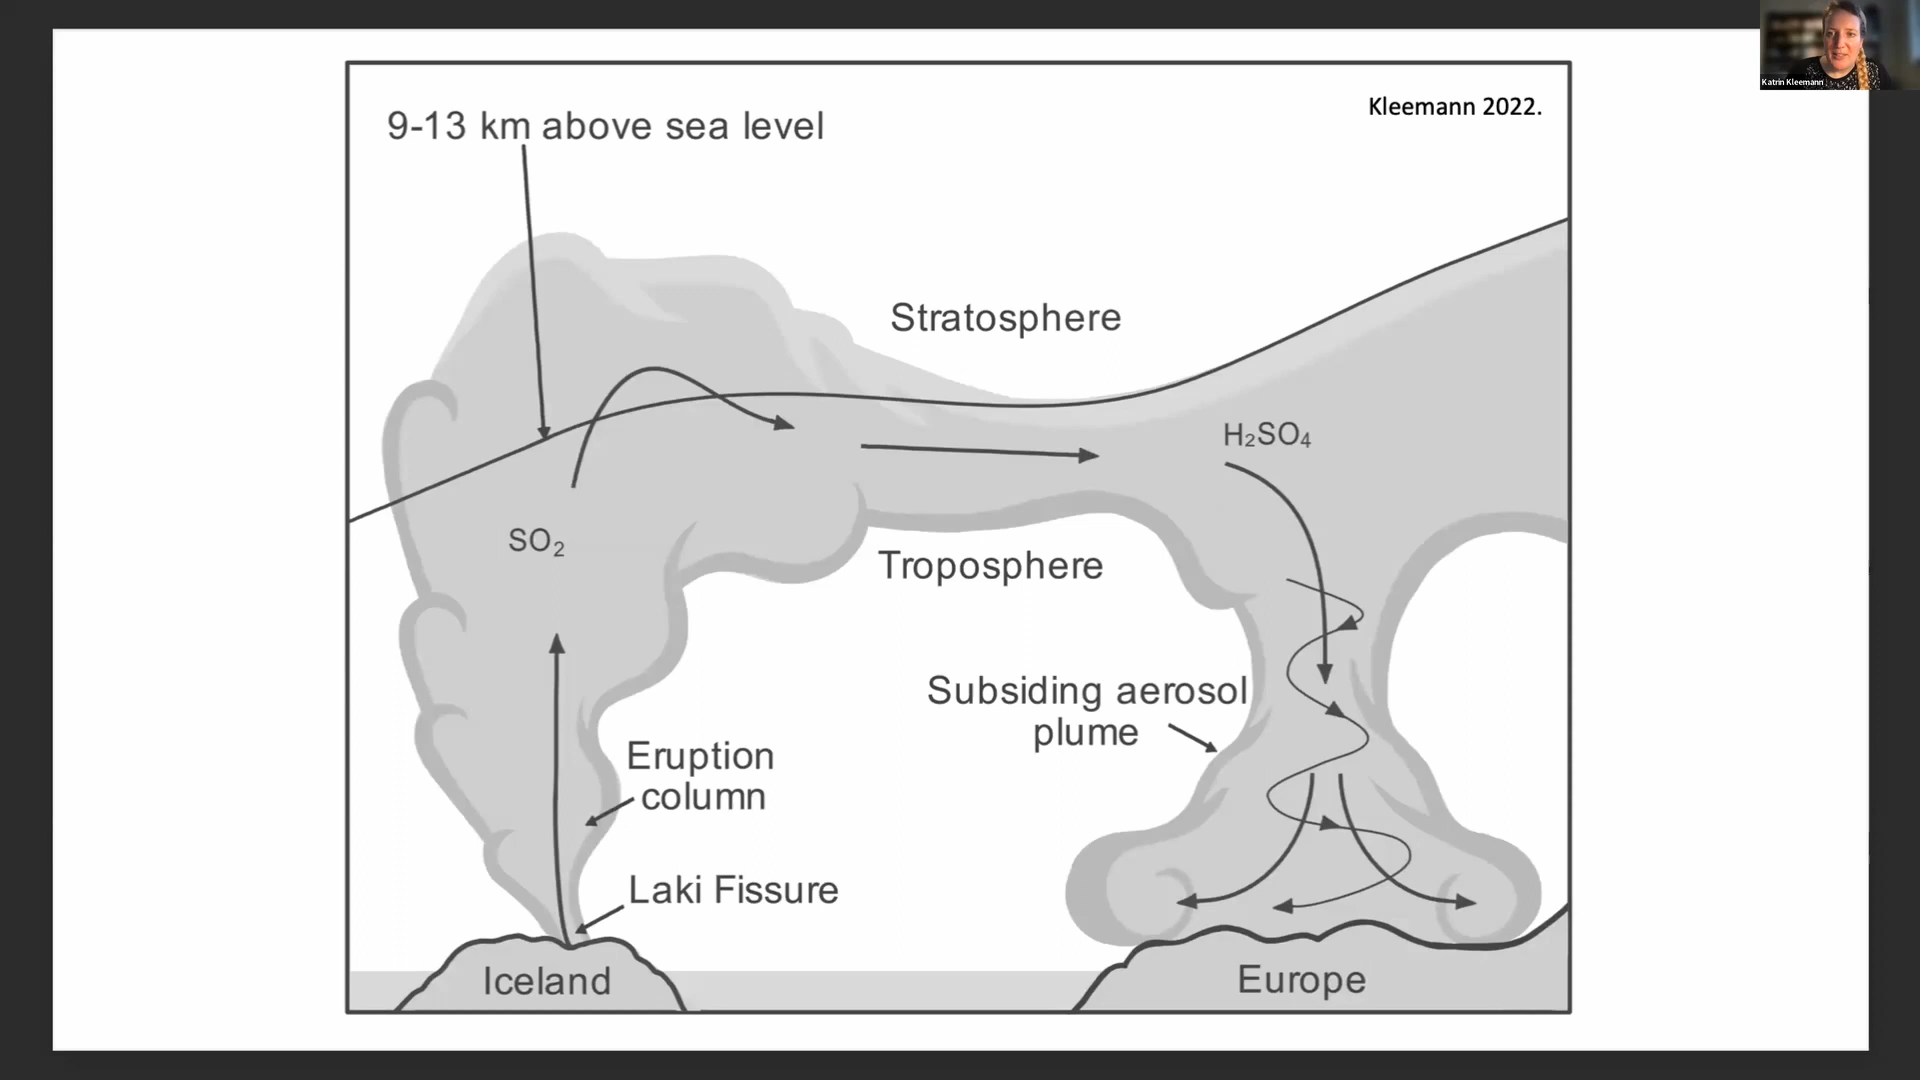 Katrin Kleemann
Kleemann 2022.
9-13 km above sea level
Stratosphere
H₂SO₄
SO₂
Troposphere
Subsiding aerosol
plume
Eruption
column
Laki Fissure
Iceland
Europe